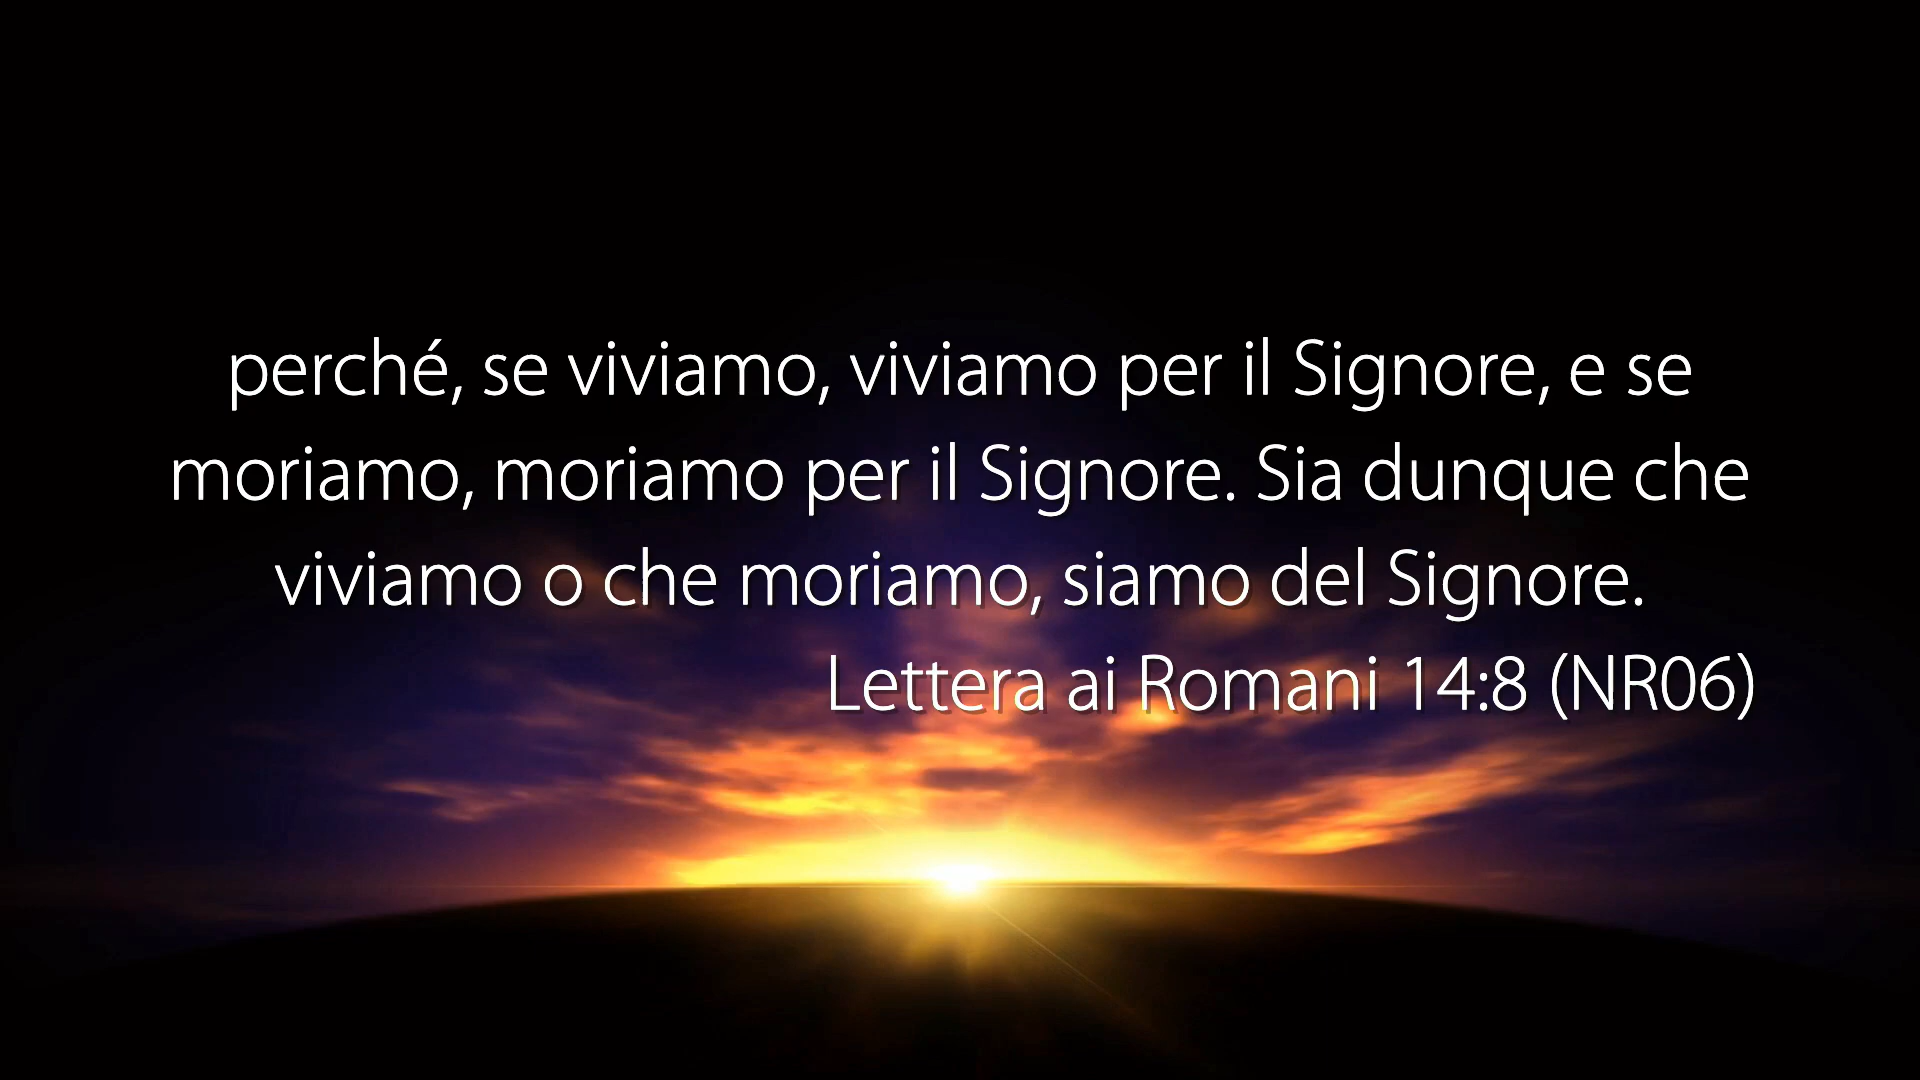 perché, se viviamo, viviamo per il Signore, e se
moriamo, moriamo per il Signore. Sia dunque che
viviamo o che moriamo, siamo del Signore.
Lettera ai Romani 14:8 (NR06)